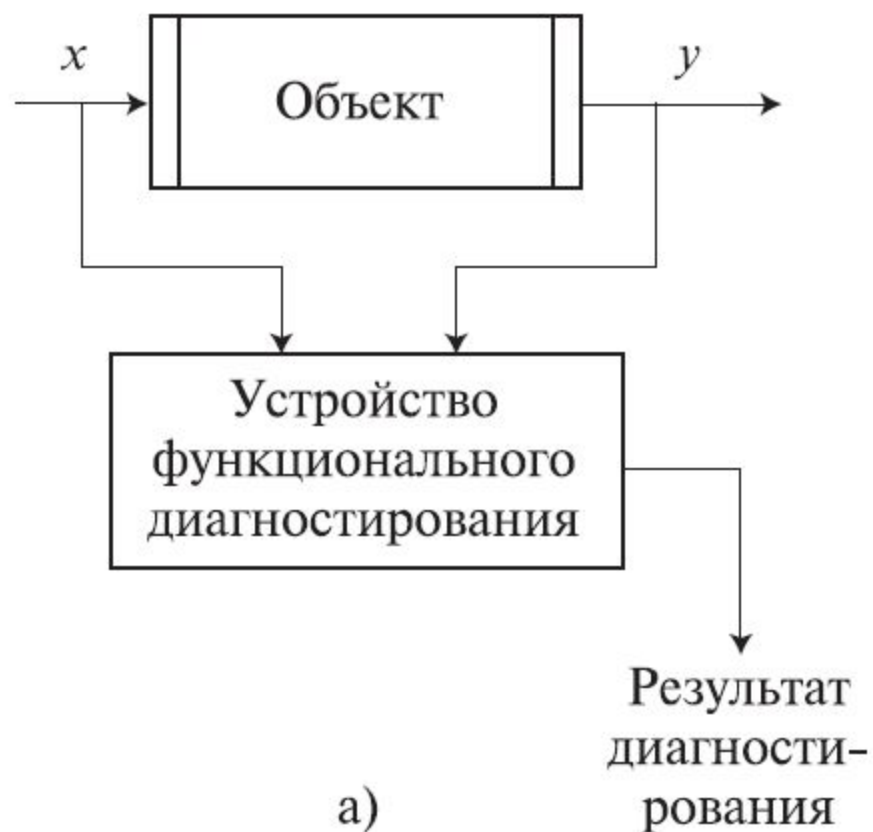 x
Объект
y
Устройство
функционального
диагностирования
Результат
диагности-
рования
а)